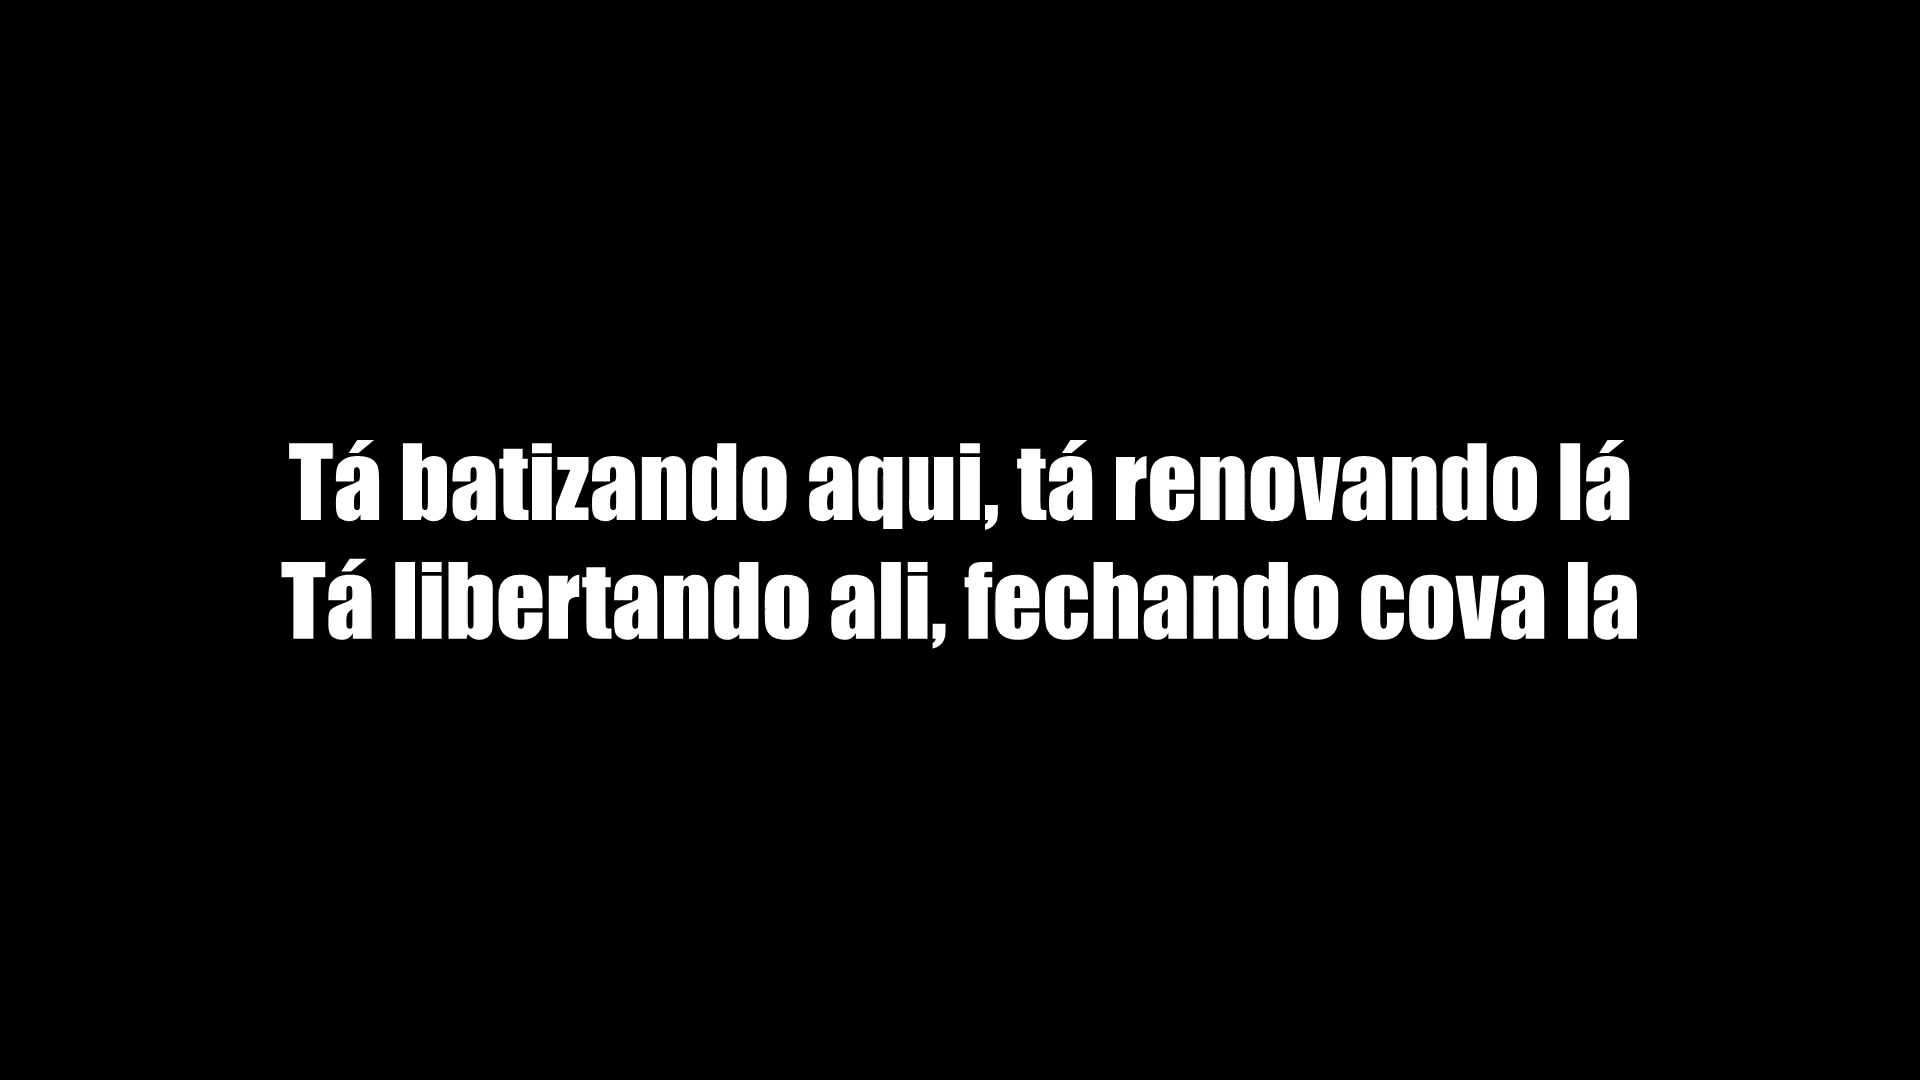 Tá batizando aqui, tá renovando lá
Tá libertando ali, fechando cova la